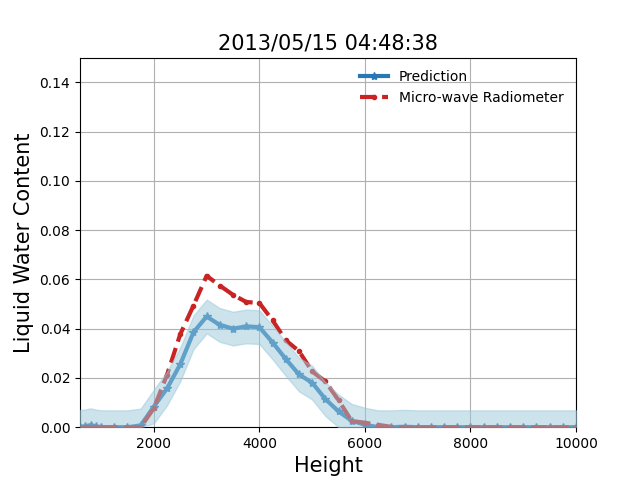 2013/05/15 04:48:38
Prediction
Micro-wave Radiometer
Liquid Water Content
0.14
0.12
0.10
0.08
0.06
0.04
0.02
0.00
2000 4000 6000 8000 10000
Height